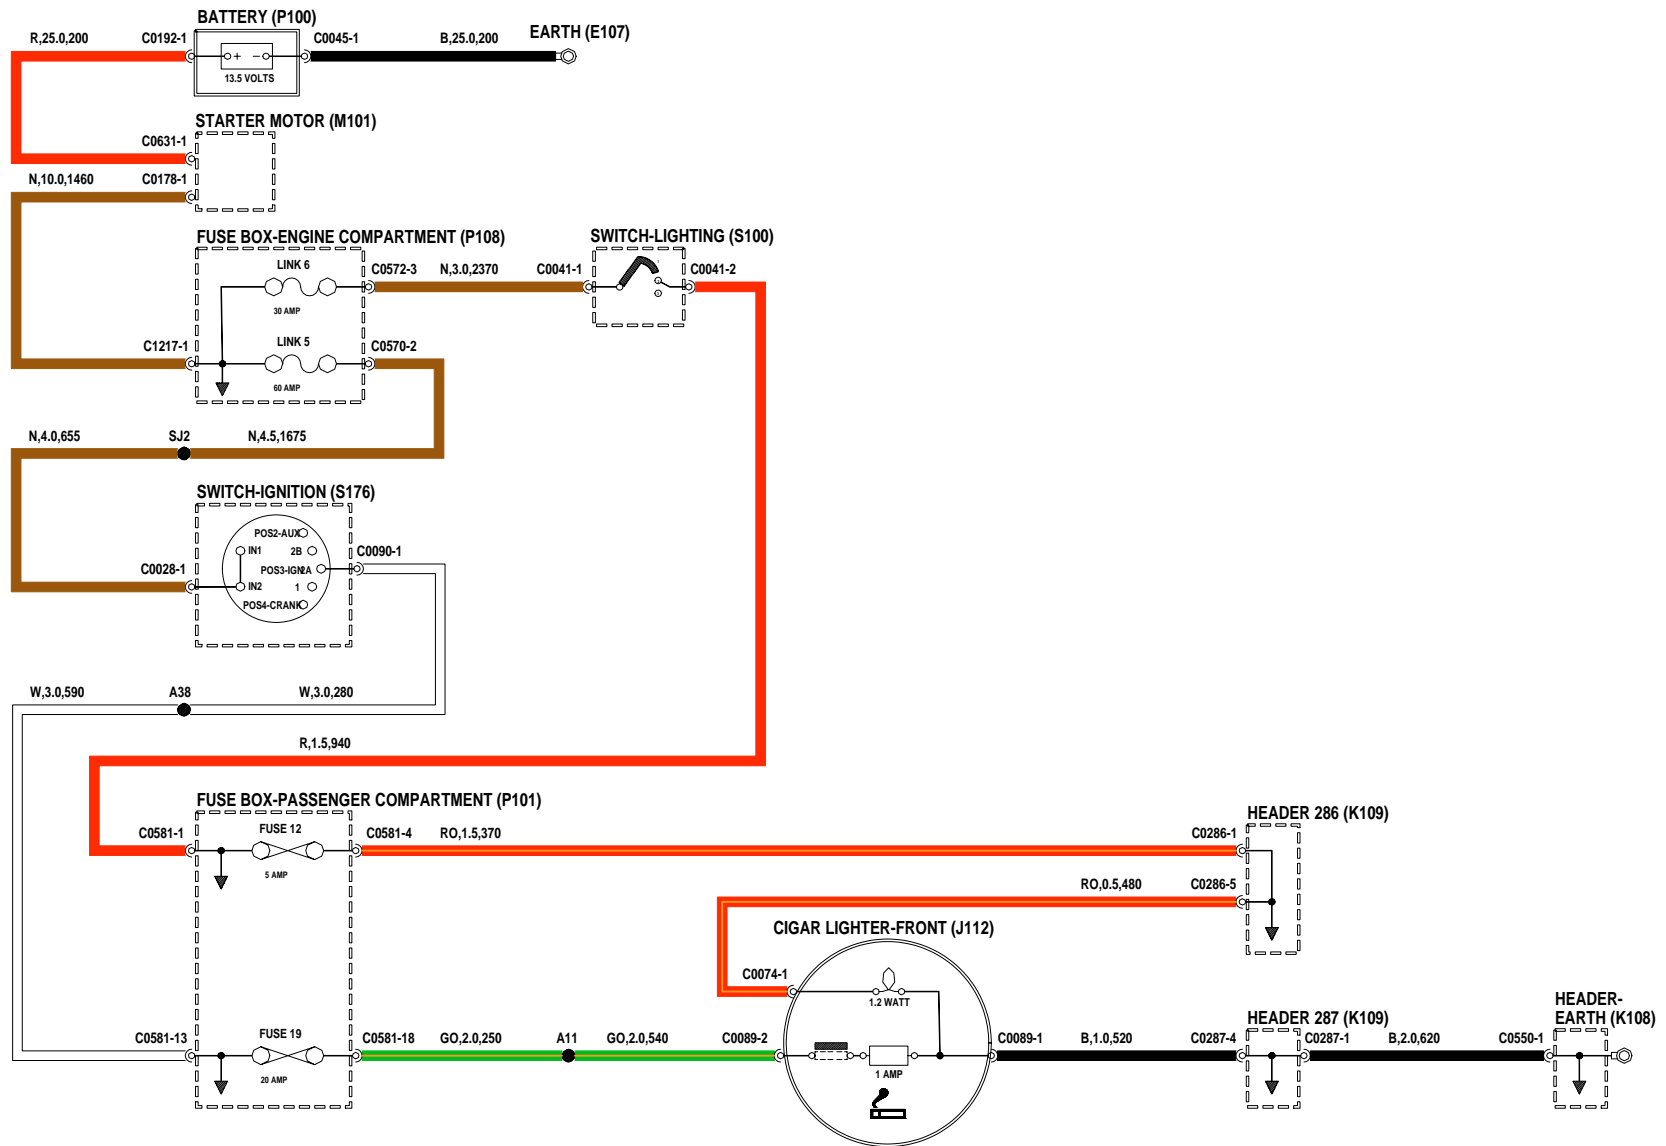 BATTERY (P100)
R,25.0,200
C0192-1
C0045-1
B,25.0,200
EARTH (E107)
+ −
13.5 VOLTS
STARTER MOTOR (M101)
C0631-1
N,10.0,1460
C0178-1
FUSE BOX-ENGINE COMPARTMENT (P108)
SWITCH-LIGHTING (S100)
LINK 6
C0572-3
N,3.0,2370
C0041-1
C0041-2
30 AMP
C1217-1
LINK 5
C0570-2
60 AMP
N,4.0,655
SJ2
N,4.5,1675
SWITCH-IGNITION (S176)
POS2-AUX
IN1
2B
C0090-1
C0028-1
POS3-IGN
2A
IN2
1
POS4-CRANK
W,3.0,590
A38
W,3.0,280
R,1.5,940
FUSE BOX-PASSENGER COMPARTMENT (P101)
C0581-1
FUSE 12
C0581-4
RO,1.5,370
C0286-1
HEADER 286 (K109)
5 AMP
RO,0.5,480
C0286-5
CIGAR LIGHTER-FRONT (J112)
C0074-1
1.2 WATT
C0581-13
FUSE 19
C0581-18
GO,2.0,250
A11
GO,2.0,540
C0089-2
C0089-1
B,1.0,520
C0287-4
HEADER 287 (K109)
C0287-1
B,2.0,620
C0550-1
HEADER-
EARTH (K108)
20 AMP
1 AMP